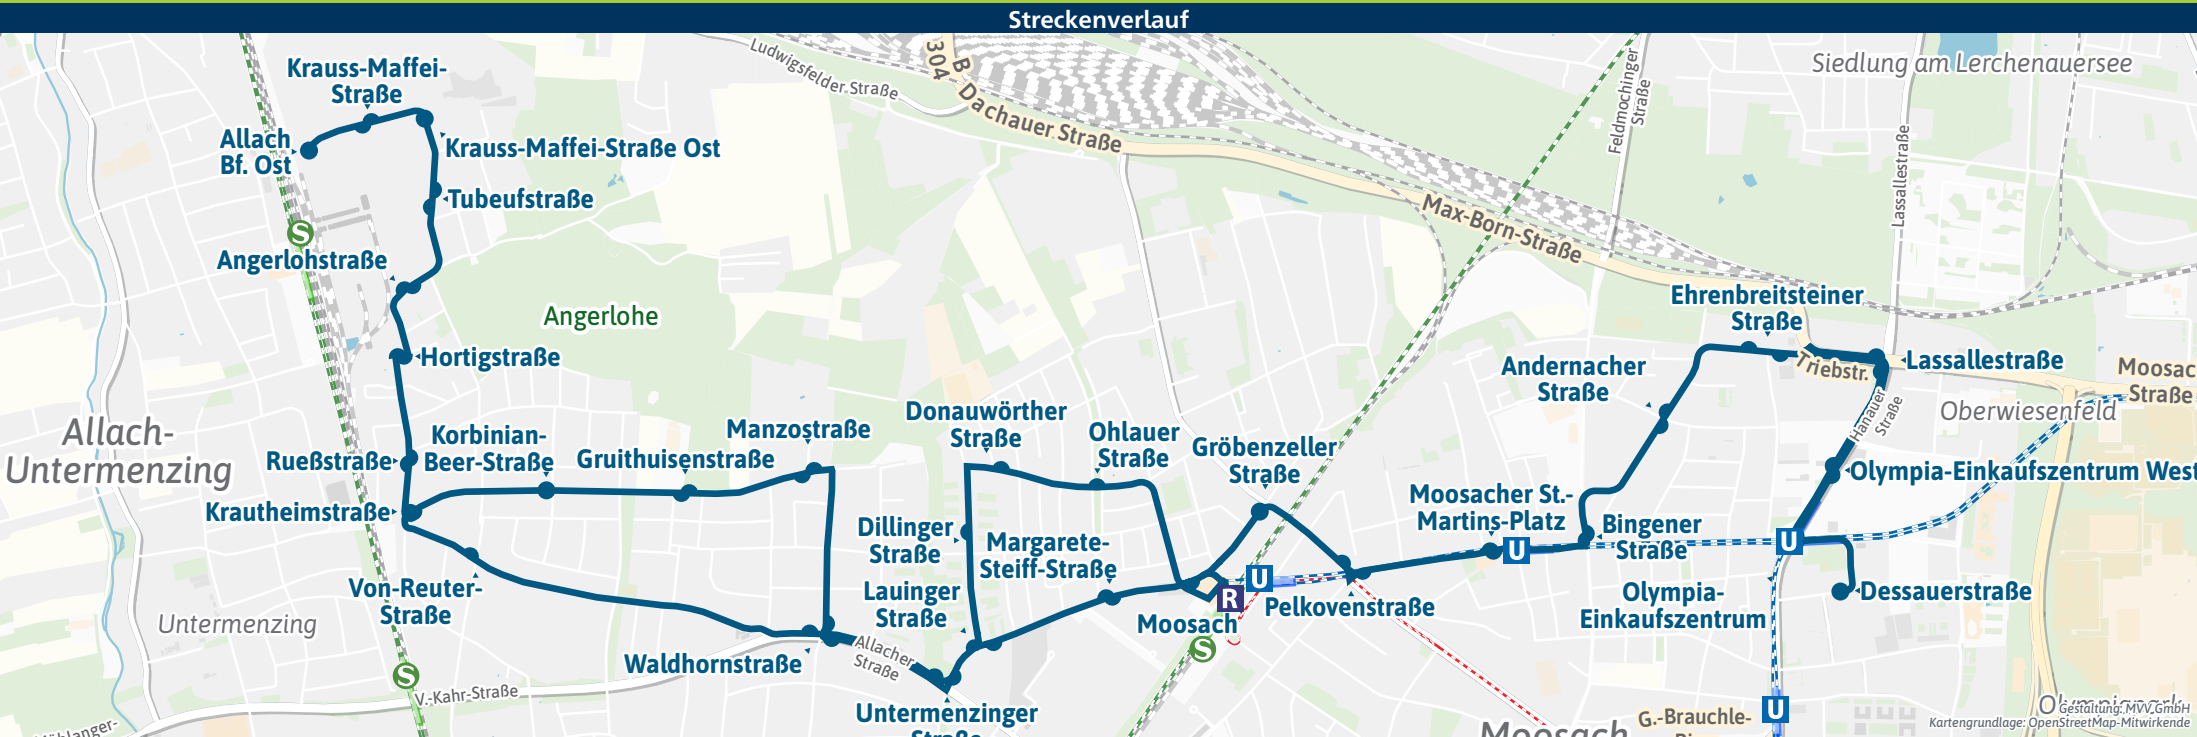 Streckenverlauf
Krauss-Maffei-
Straße
Allach
Bf. Ost
Krauss-Maffei-Straße Ost
Tubeufstraße
S
Angerlohstraße
Angerlohe
Hortigstraße
Allach-
Untermenzing
Rueßstraße
Korbinian-
Beer-Straße
Gruithuisenstraße
Manzostraße
Krautheimstraße
Von-Reuter-
Straße
Untermenzing
Waldhornstraße
S
V.-Kahr-Straße
Allacher
Straße
Untermenzinger
Ludwigsfelder Straße
B
304
Dachauer Straße
Max-Born-Straße
Feldmochinger
Straße
Siedlung am Lerchenauersee
Lassallestraße
Donauwörther
Straße
Ohlauer
Straße
Gröbenzeller
Straße
Dillinger
Straße
Margarete-
Steiff-Straße
Lauinger
Straße
Moosach
R
U
S
Pelkovenstraße
Moosacher St.-
Martins-Platz
U
Bingener
Straße
Andernacher
Straße
Ehrenbreitsteiner
Straße
Triebstr.
Lassallestraße
Hanauer
Straße
Moosac
Straße
Oberwiesenfeld
Olympia-Einkaufszentrum West
U
Olympia-
Einkaufszentrum
Dessauerstraße
U
G.-Brauchle-
Moosach
Gestaltung: MVV GmbH
Kartengrundlage: OpenStreetMap-Mitwirkende